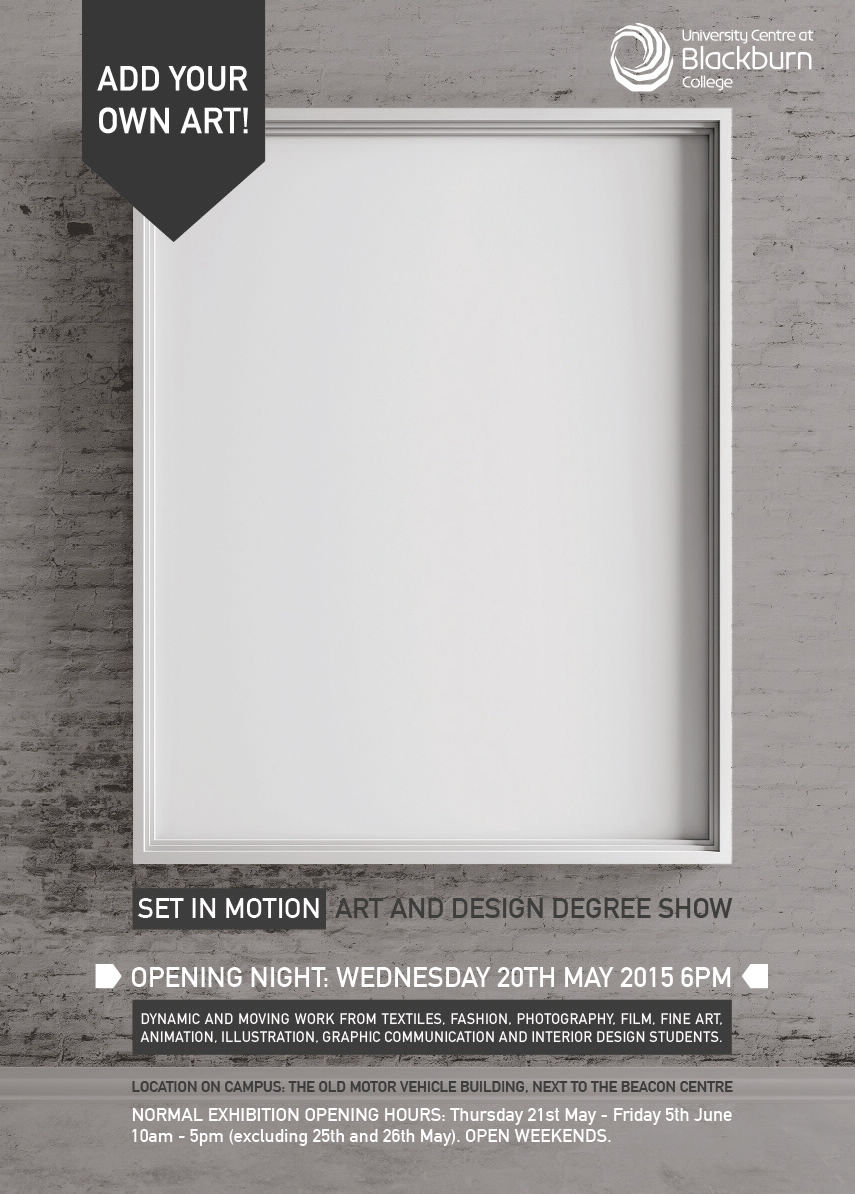 ADD YOUR
OWN ART!
University Centre at
Blackburn
College
SET IN MOTION ART AND DESIGN DEGREE SHOW
OPENING NIGHT: WEDNESDAY 20TH MAY 2015 6PM
DYNAMIC AND MOVING WORK FROM TEXTILES, FASHION, PHOTOGRAPHY, FILM, FINE ART,
ANIMATION, ILLUSTRATION, GRAPHIC COMMUNICATION AND INTERIOR DESIGN STUDENTS.
LOCATION ON CAMPUS: THE OLD MOTOR VEHICLE BUILDING, NEXT TO THE BEACON CENTRE
NORMAL EXHIBITION OPENING HOURS: Thursday 21st May - Friday 5th June
10am - 5pm (excluding 25th and 26th May). OPEN WEEKENDS.